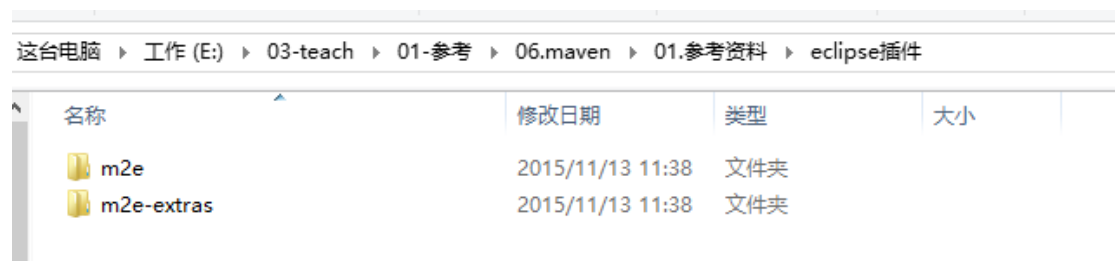 这台电脑 ▸ 工作 (E:) ▸ 03-teach ▸ 01-参考 ▸ 06.maven ▸ 01.参考资料 ▸ eclipse插件
名称 修改日期 类型 大小
m2e 2015/11/13 11:38 文件夹
m2e-extras 2015/11/13 11:38 文件夹